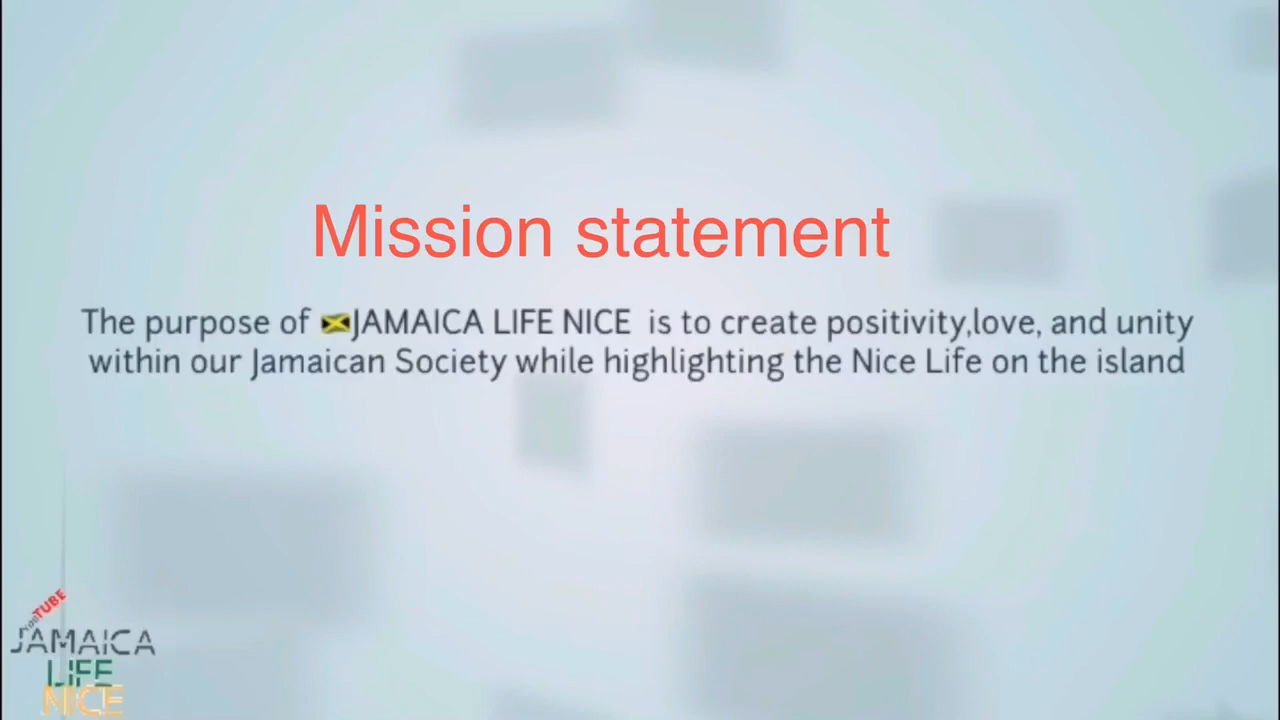 Mission statement
The purpose of 🇯🇲JAMAICA LIFE NICE is to create positivity,love, and unity
within our Jamaican Society while highlighting the Nice Life on the island
YouTUBE
JAMAICA
LIFE
NICE